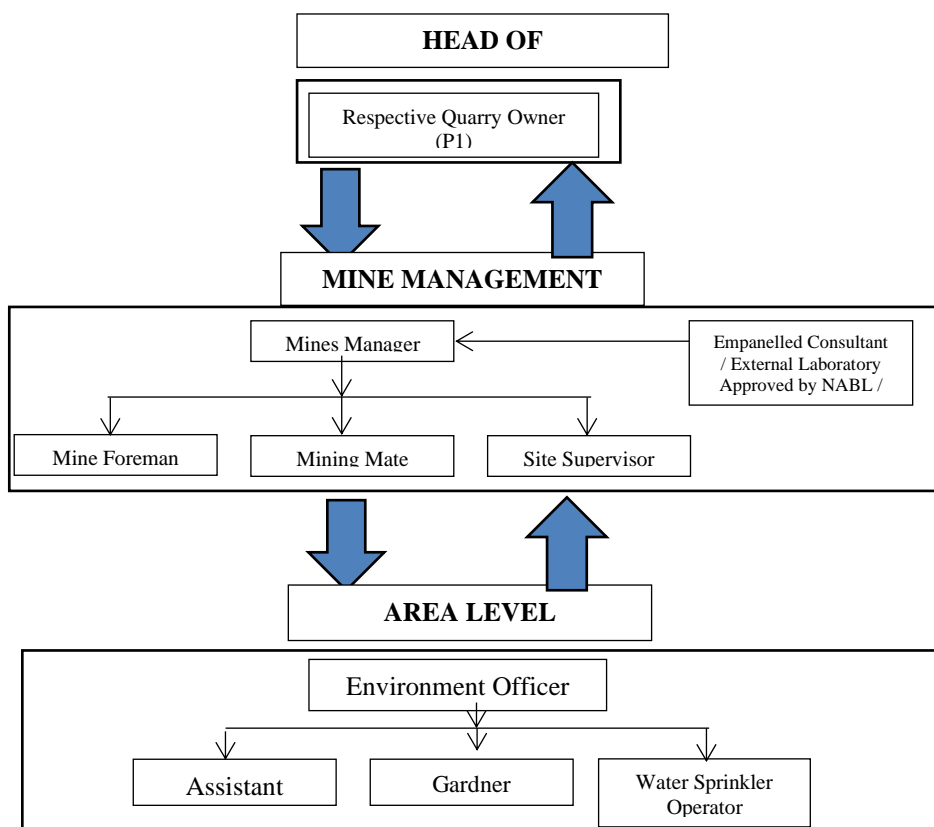 HEAD OF
Respective Quarry Owner
(P1)
MINE MANAGEMENT
Mines Manager
Empanelled Consultant
/ External Laboratory
Approved by NABL /
Mine Foreman
Mining Mate
Site Supervisor
AREA LEVEL
Environment Officer
Assistant
Gardner
Water Sprinkler
Operator